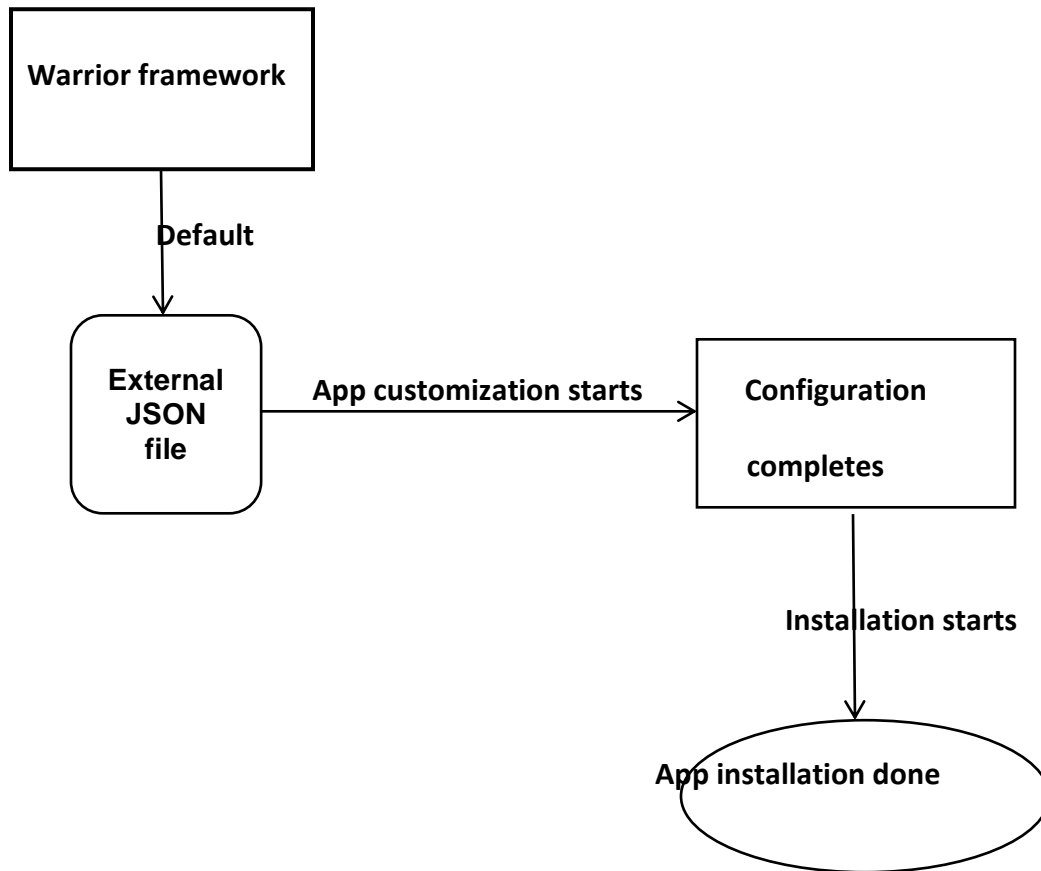 Warrior framework
Default
External
JSON
file
App customization starts
Configuration
completes
Installation starts
App installation done